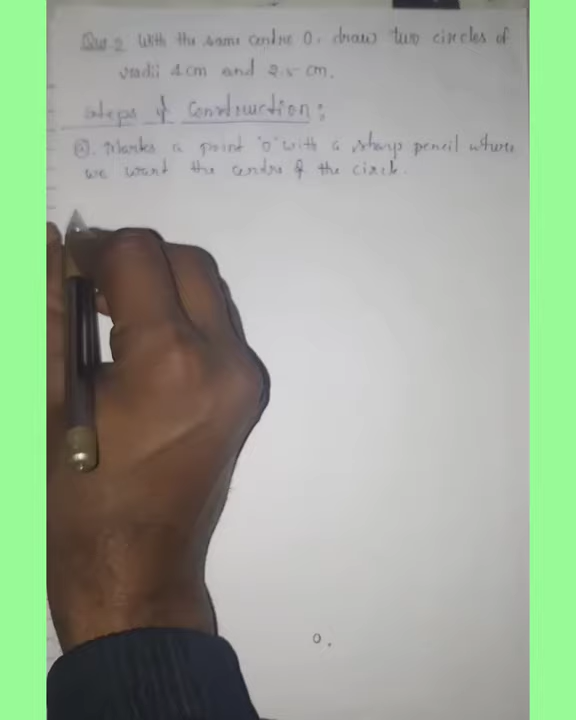 Que.2 With the same centre O, draw two circles of
radii 4 cm and 2.5 cm.
Steps of Construction:
Marks a point "O" with a sharp pencil where
we want the centre of the circle.
O.